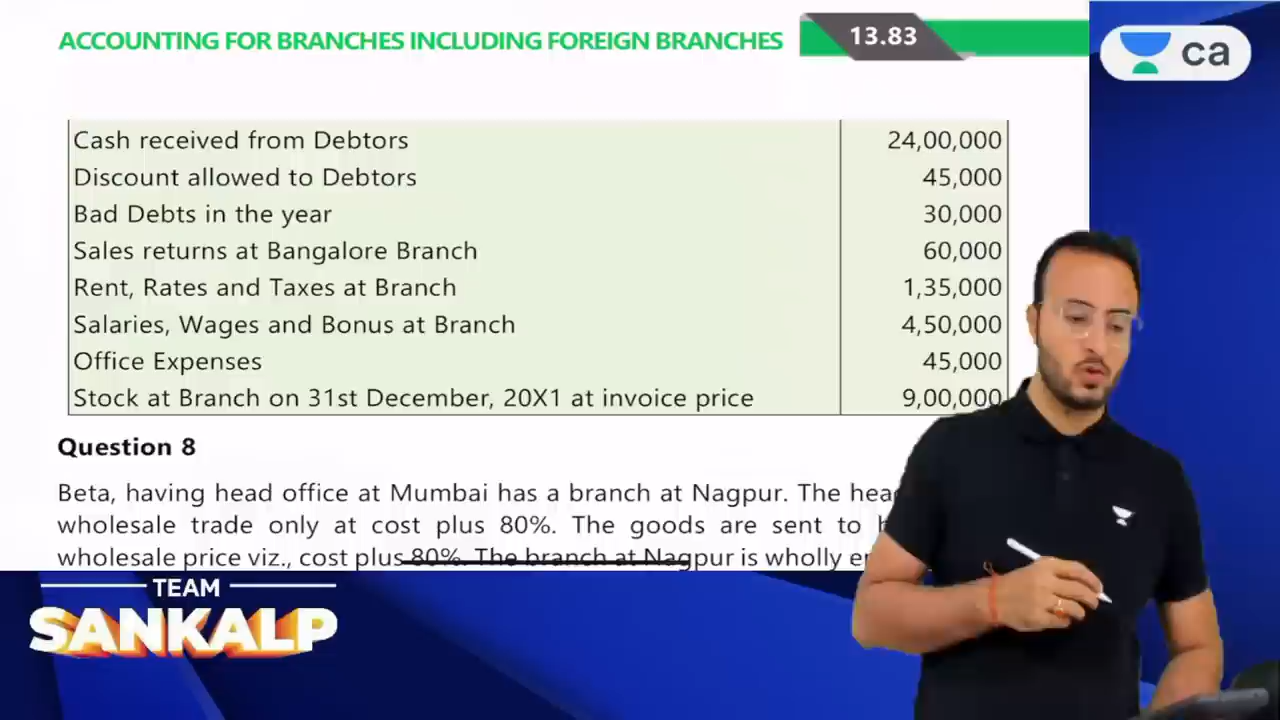 ACCOUNTING FOR BRANCHES INCLUDING FOREIGN BRANCHES 13.83
ca
Cash received from Debtors 24,00,000
Discount allowed to Debtors 45,000
Bad Debts in the year 30,000
Sales returns at Bangalore Branch 60,000
Rent, Rates and Taxes at Branch 1,35,000
Salaries, Wages and Bonus at Branch 4,50,000
Office Expenses 45,000
Stock at Branch on 31st December, 20X1 at invoice price 9,00,000
Question 8
Beta, having head office at Mumbai has a branch at Nagpur. The
wholesale trade only at cost plus 80%. The goods are sent to
wholesale price viz., cost plus 80%. The branch at Nagpur is wholly
TEAM
SANKALP